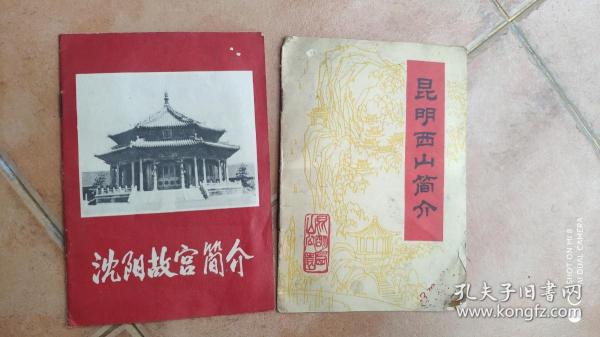 沈阳故宫简介
昆明西山简介
SHOT ON MI 8
AI DUAL CAMERA
孔夫子旧书网
www.kongfz.com